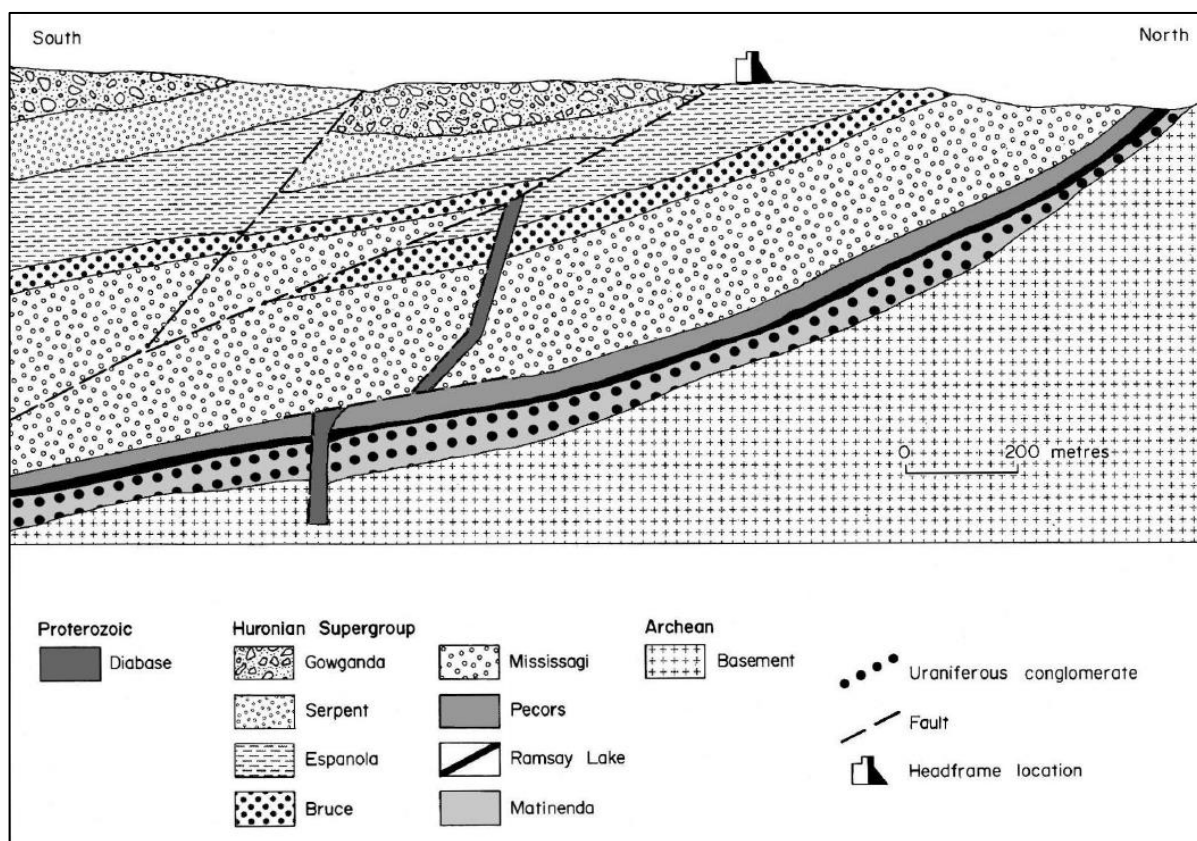 South
North
0 200 metres
Proterozoic
Diabase
Huronian Supergroup
Gowganda
Serpent
Espanola
Bruce
Mississagi
Pecors
Ramsay Lake
Matinenda
Archean
Basement
Uraniferous conglomerate
Fault
Headframe location